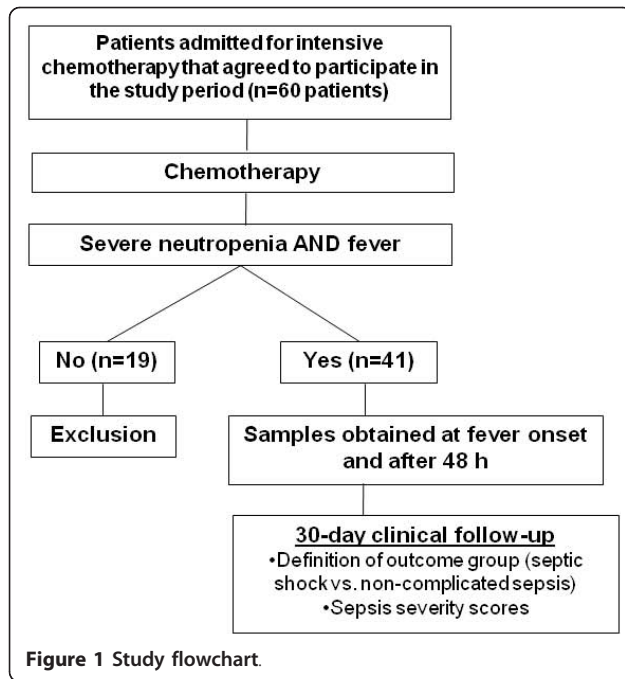 Patients admitted for intensive
chemotherapy that agreed to participate in
the study period (n=60 patients)
Chemotherapy
Severe neutropenia AND fever
No (n=19)
Yes (n=41)
Exclusion
Samples obtained at fever onset
and after 48 h
30-day clinical follow-up
•Definition of outcome group (septic
shock vs. non-complicated sepsis)
•Sepsis severity scores
Figure 1 Study flowchart.